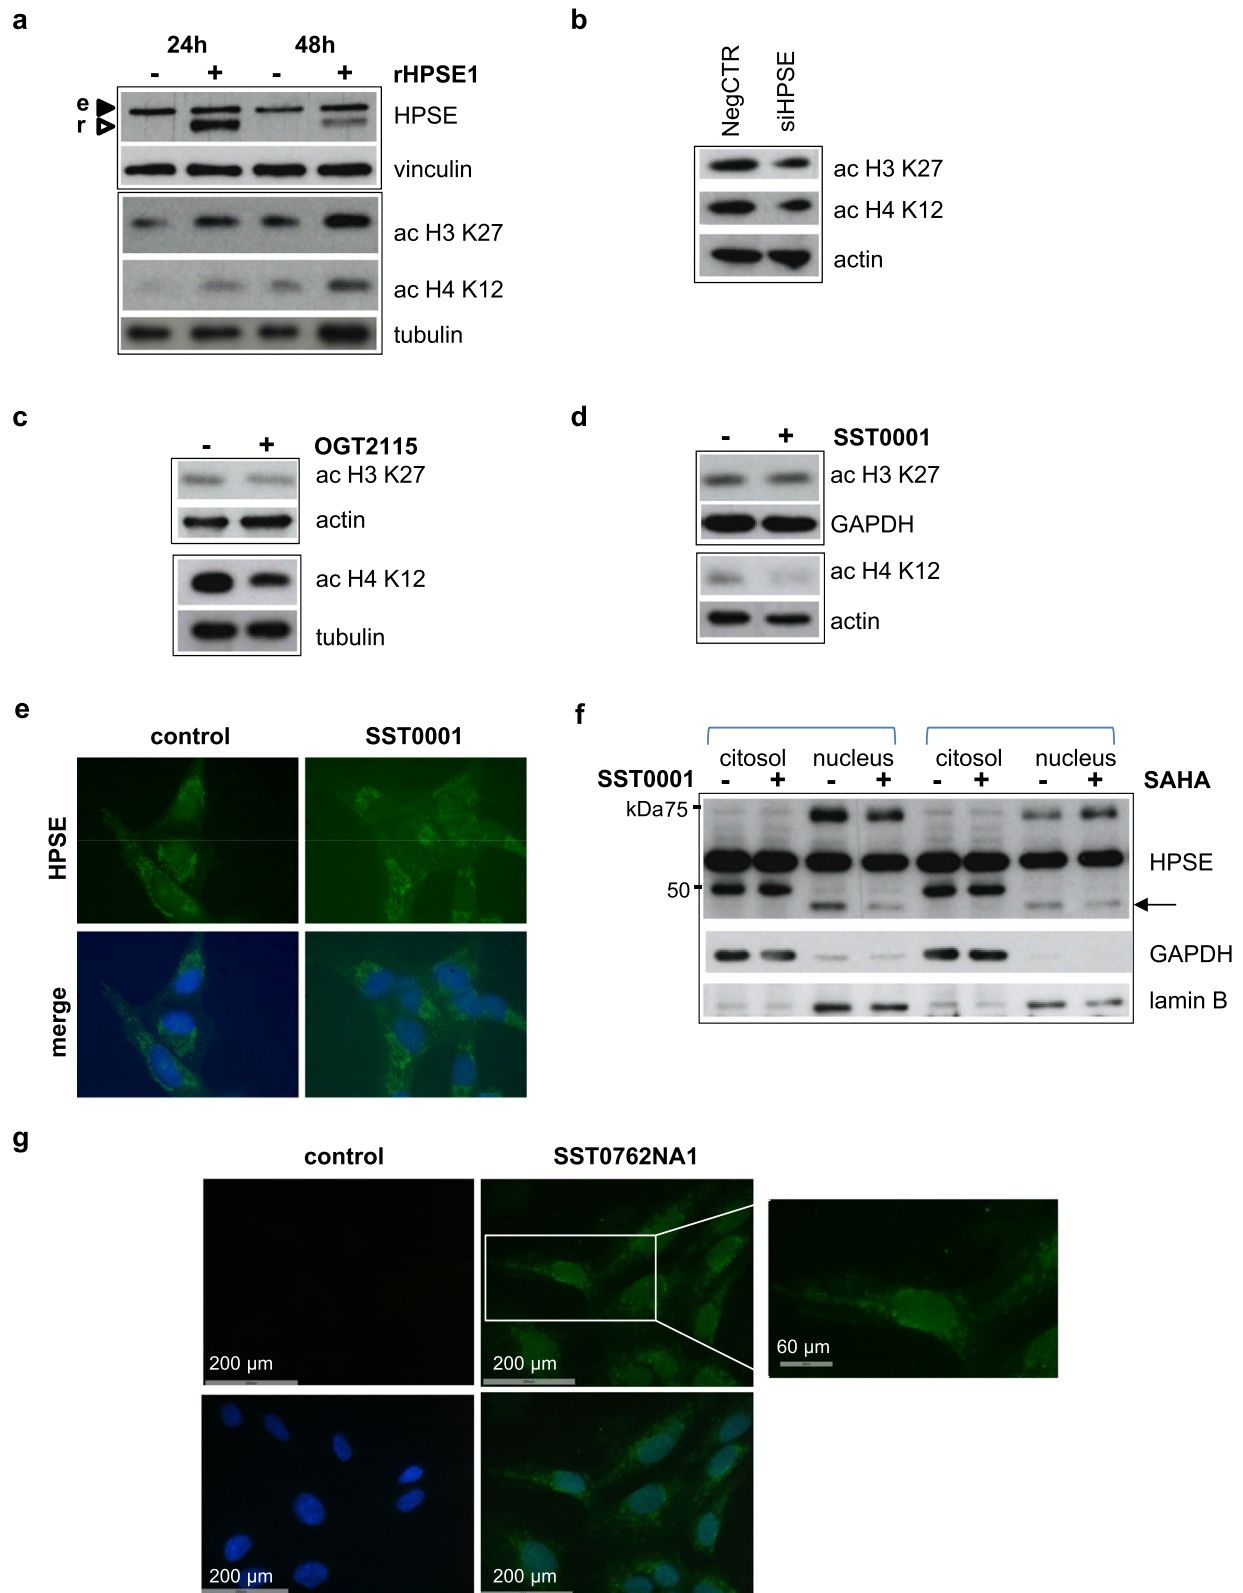 a
24h 48h
- + - + rHPSE1
e
r
HPSE
vinculin
ac H3 K27
ac H4 K12
tubulin
b
NegCTR
siHPSE
ac H3 K27
ac H4 K12
actin
c
- + OGT2115
ac H3 K27
actin
ac H4 K12
tubulin
d
- + SST0001
ac H3 K27
GAPDH
ac H4 K12
actin
e
control SST0001
HPSE
merge
f
citosol nucleus citosol nucleus
SST0001 - + - + - + - + SAHA
kDa75
50
HPSE
GAPDH
lamin B
g
control SST0762NA1
200 µm 200 µm 60 µm
200 µm 200 µm